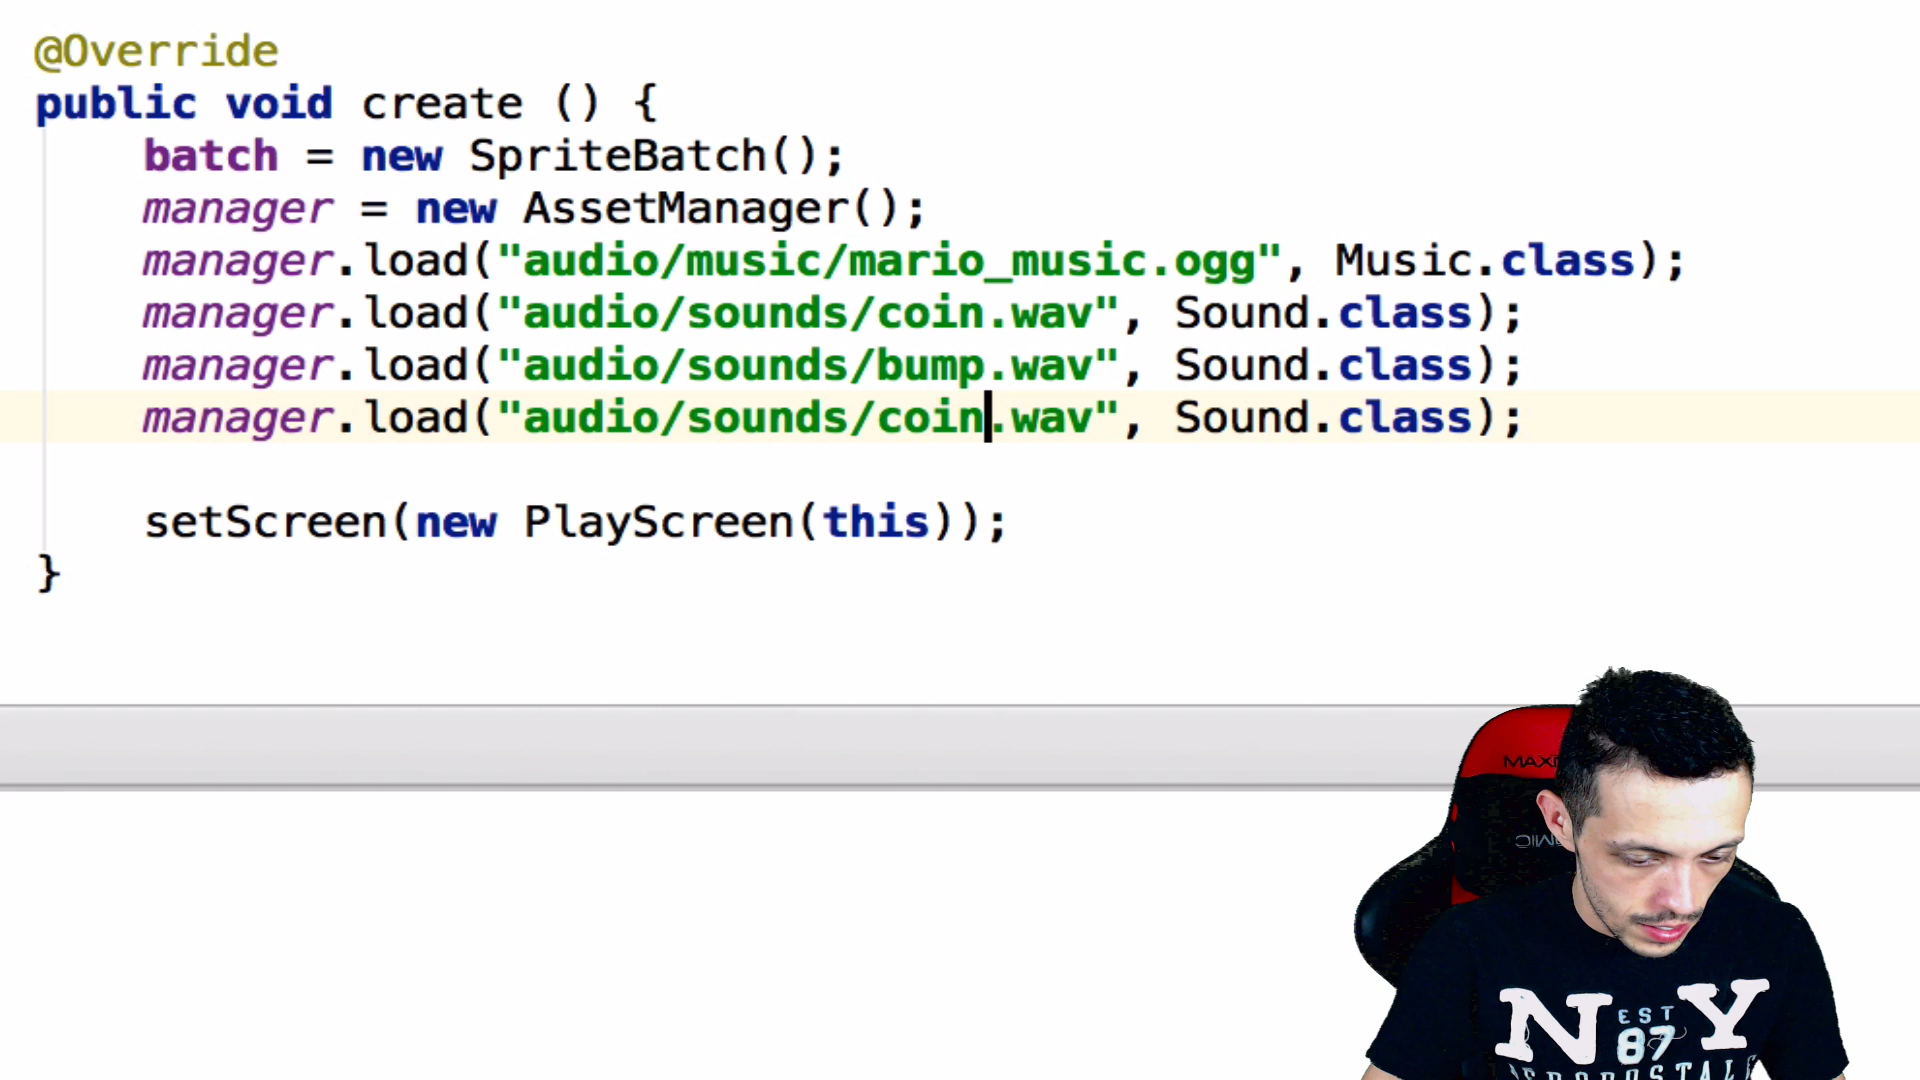 @Override
public void create () {
batch = new SpriteBatch();
manager = new AssetManager();
manager.load("audio/music/mario_music.ogg", Music.class);
manager.load("audio/sounds/coin.wav", Sound.class);
manager.load("audio/sounds/bump.wav", Sound.class);
manager.load("audio/sounds/coin.wav", Sound.class);
setScreen(new PlayScreen(this));
}
NY
EST
87